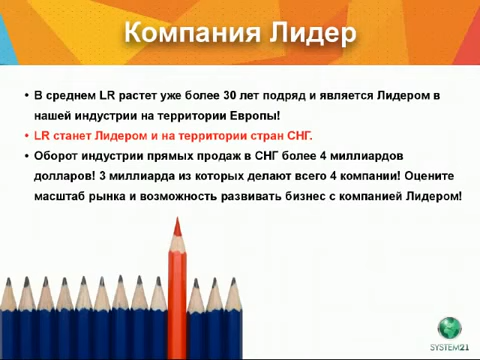 Компания Лидер
• В среднем LR растет уже более 30 лет подряд и является Лидером в
нашей индустрии на территории Европы!
• LR станет Лидером и на территории стран СНГ.
• Оборот индустрии прямых продаж в СНГ более 4 миллиардов
долларов! 3 миллиарда из которых делают всего 4 компании! Оцените
масштаб рынка и возможность развивать бизнес с компанией Лидером!
SYSTEM21